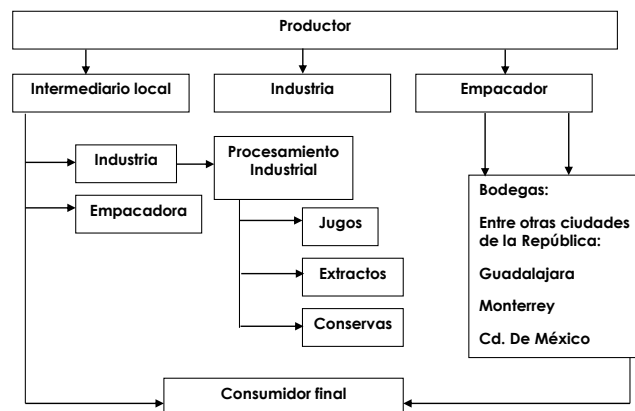 Productor
Intermediario local
Industria
Empacador
Industria
Procesamiento
Industrial
Empacadora
Jugos
Extractos
Conservas
Bodegas:
Entre otras ciudades
de la República:
Guadalajara
Monterrey
Cd. De México
Consumidor final